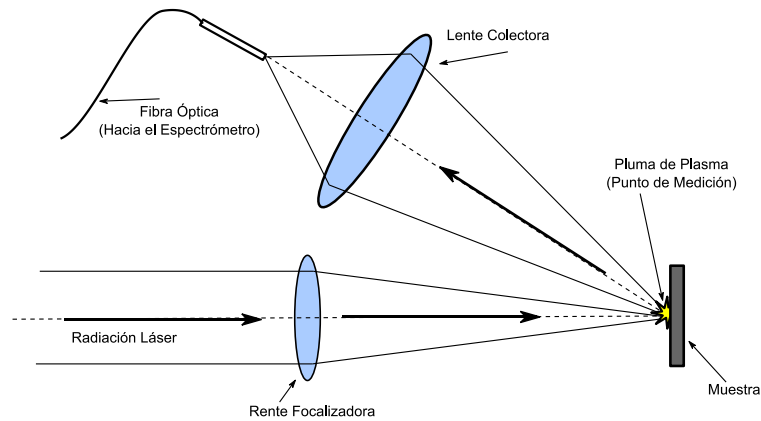 Lente Colectora
Fibra Óptica
(Hacia el Espectrómetro)
Pluma de Plasma
(Punto de Medición)
Radiación Láser
Muestra
Rente Focalizadora